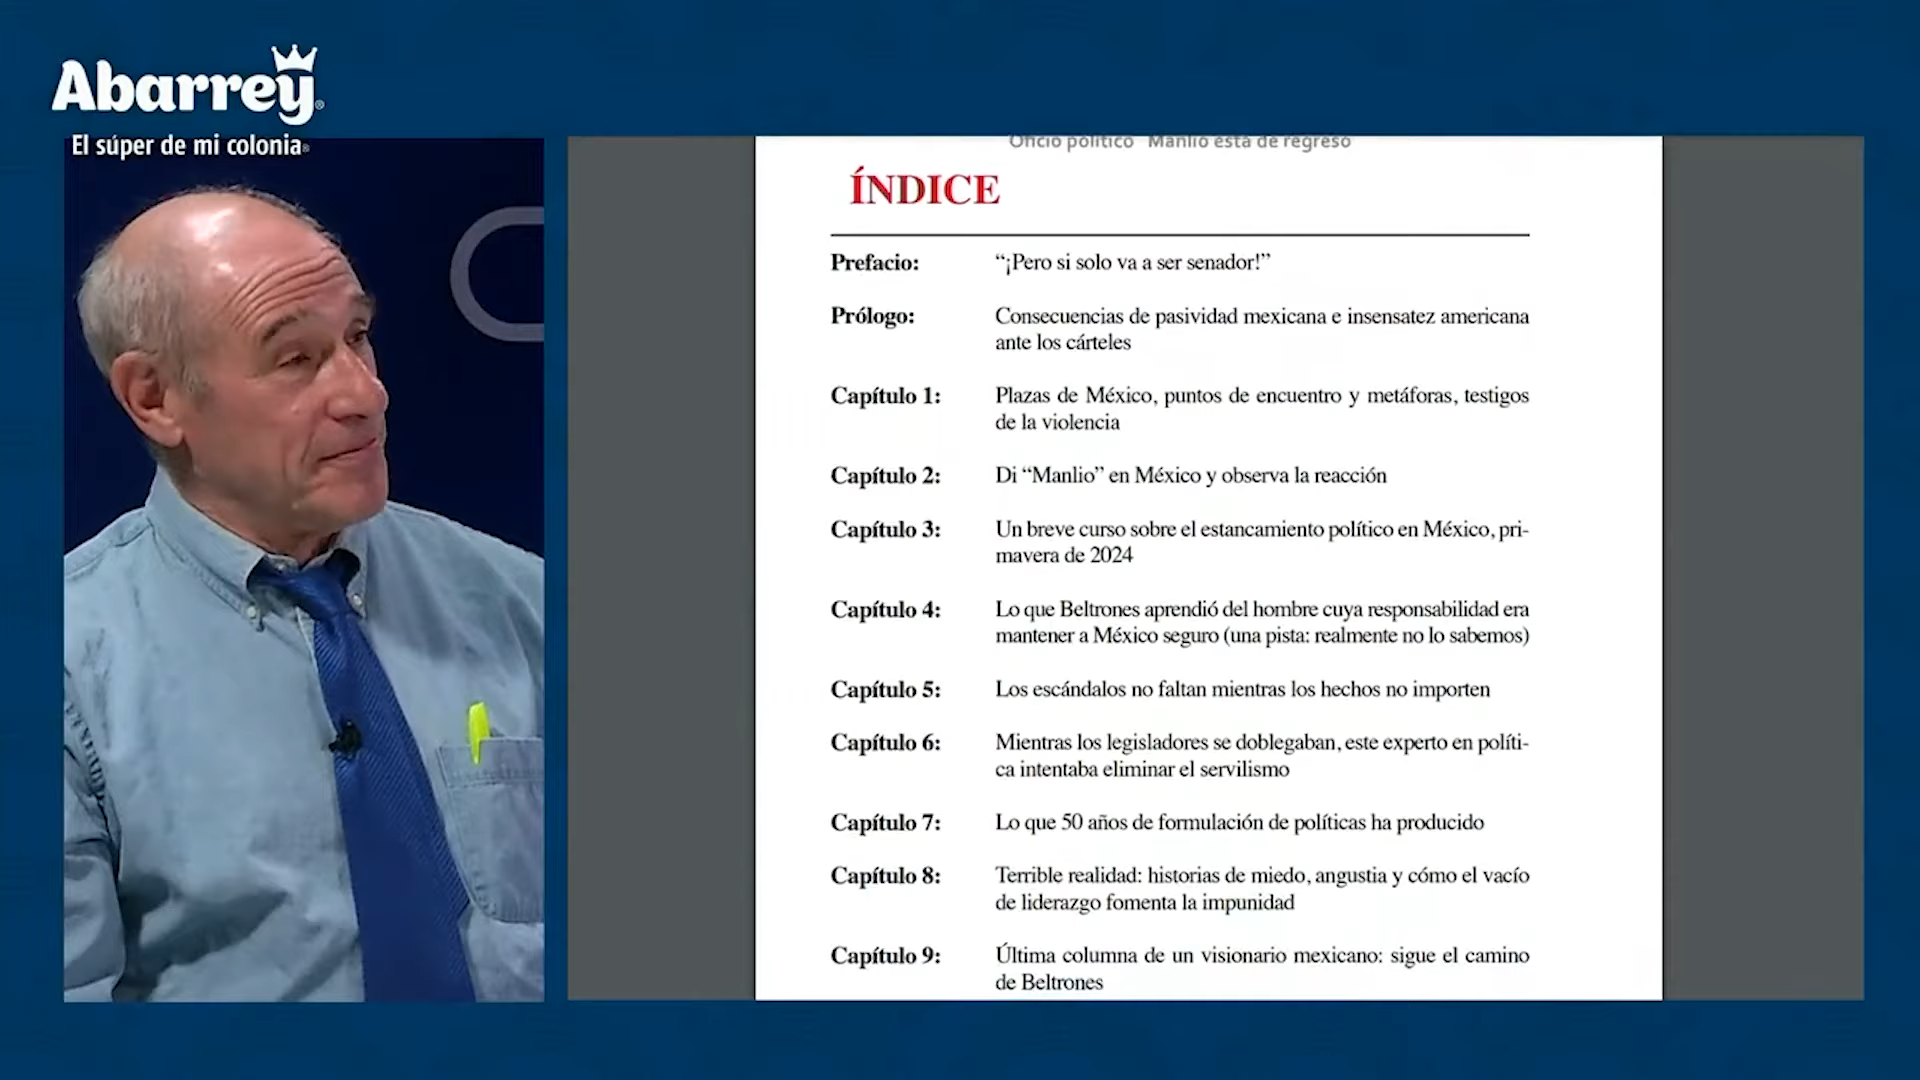 Abarrey
El súper de mi colonia
Oficio político Manlio está de regreso
ÍNDICE
Prefacio: “¡Pero si solo va a ser senador!”
Prólogo: Consecuencias de pasividad mexicana e insensatez americana
ante los cárteles
Capítulo 1: Plazas de México, puntos de encuentro y metáforas, testigos
de la violencia
Capítulo 2: Di “Manlio” en México y observa la reacción
Capítulo 3: Un breve curso sobre el estancamiento político en México, pri-
mavera de 2024
Capítulo 4: Lo que Beltrones aprendió del hombre cuya responsabilidad era
mantener a México seguro (una pista: realmente no lo sabemos)
Capítulo 5: Los escándalos no faltan mientras los hechos no importen
Capítulo 6: Mientras los legisladores se doblegaban, este experto en políti-
ca intentaba eliminar el servilismo
Capítulo 7: Lo que 50 años de formulación de políticas ha producido
Capítulo 8: Terrible realidad: historias de miedo, angustia y cómo el vacío
de liderazgo fomenta la impunidad
Capítulo 9: Última columna de un visionario mexicano: sigue el camino
de Beltrones